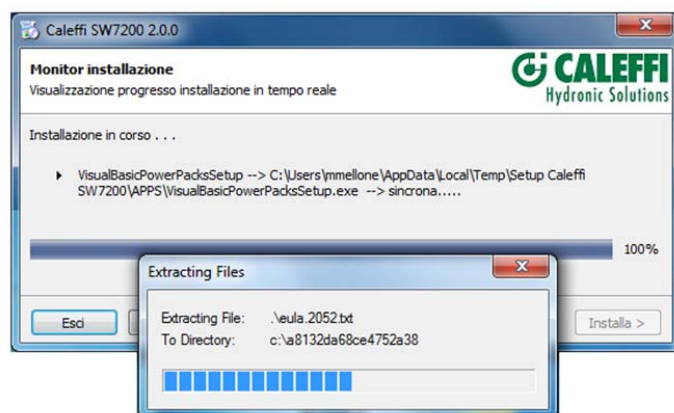 Caleffi SW7200 2.0.0
Monitor installazione
Visualizzazione progresso installazione in tempo reale
CALEFFI
Hydronic Solutions
Installazione in corso . . .
VisualBasicPowerPacksSetup --> C:\Users\mmellone\AppData\Local\Temp\Setup Caleffi
SW7200\APPS\VisualBasicPowerPacksSetup.exe --> sincrona.....
100%
Extracting Files
Extracting File: .\eula.2052.txt
To Directory: c:\a8132da68ce4752a38
Esci
Installa >